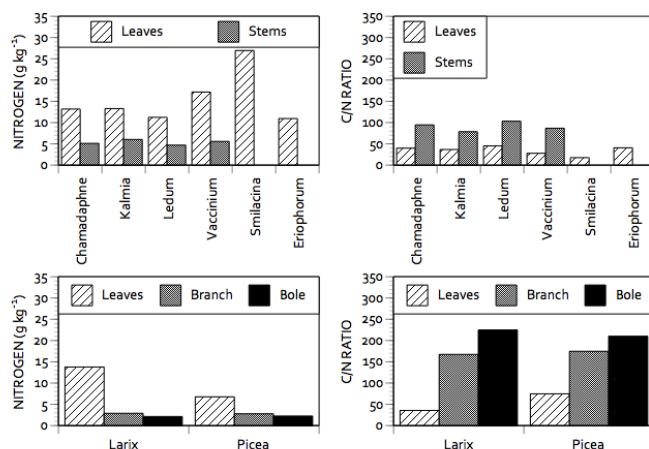 35
30
25
20
15
10
5
0
NITROGEN (g kg⁻¹)
Leaves
Stems
Chamadaphne
Kalmia
Ledum
Vaccinium
Smilacina
Eriophorum
350
300
250
200
150
100
50
0
C/N RATIO
Leaves
Stems
Chamadaphne
Kalmia
Ledum
Vaccinium
Smilacina
Eriophorum
35
30
25
20
15
10
5
0
NITROGEN (g kg⁻¹)
Leaves
Branch
Bole
Larix
Picea
350
300
250
200
150
100
50
0
C/N RATIO
Leaves
Branch
Bole
Larix
Picea